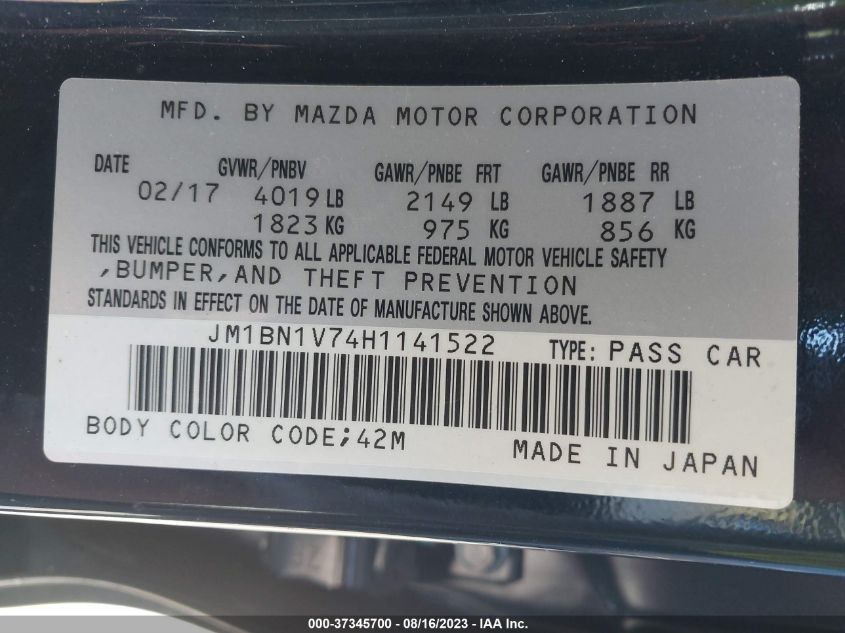 MFD. BY MAZDA MOTOR CORPORATION
DATE GVWR/PNBV GAWR/PNBE FRT GAWR/PNBE RR
02/17 4019 LB 2149 LB 1887 LB
1823 KG 975 KG 856 KG
THIS VEHICLE CONFORMS TO ALL APPLICABLE FEDERAL MOTOR VEHICLE SAFETY
,BUMPER,AND THEFT PREVENTION
STANDARDS IN EFFECT ON THE DATE OF MANUFACTURE SHOWN ABOVE.
JM1BN1V74H1141522 TYPE: PASS CAR
BODY COLOR CODE;42M MADE IN JAPAN
000-37345700 - 08/16/2023 - IAA Inc.